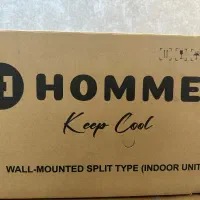 HOMME
Keep Cool
WALL-MOUNTED SPLIT TYPE (INDOOR UNIT